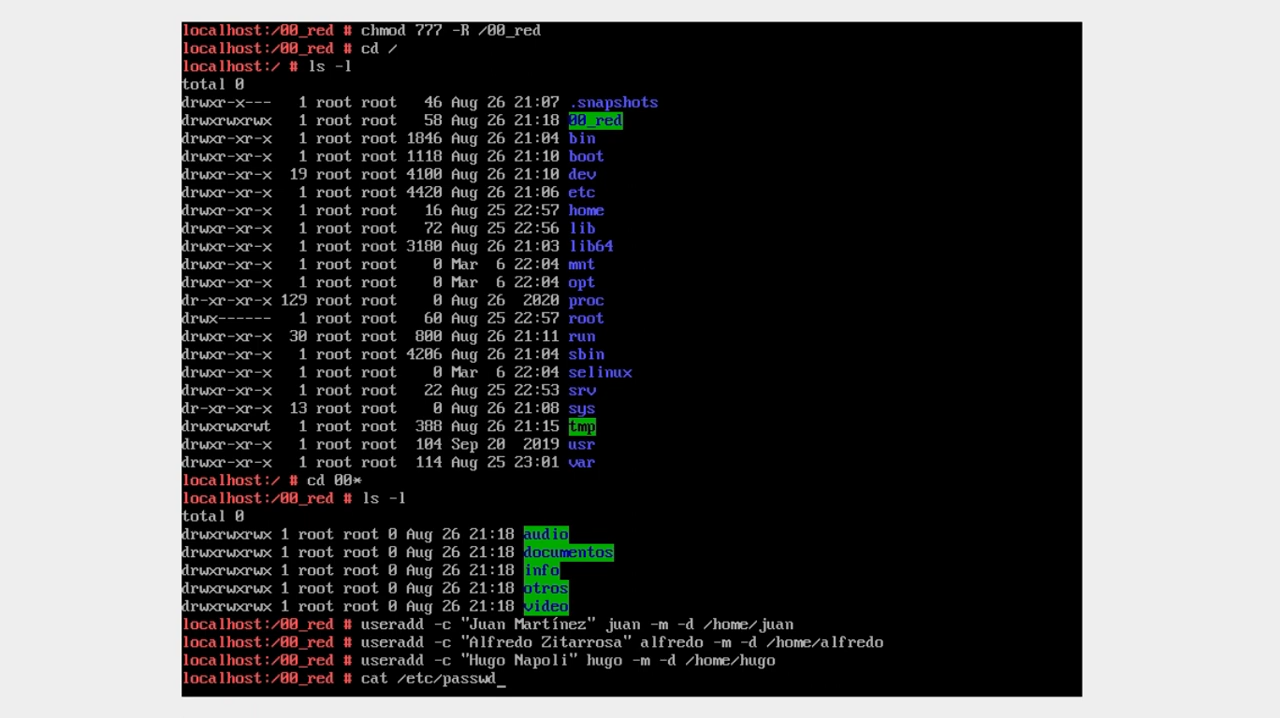 localhost:/00_red # chmod 777 -R /00_red
localhost:/00_red # cd /
localhost:/ # ls -l
total 0
drwxr-x---   1 root root   46 Aug 26 21:07 .snapshots
drwxrwxrwx   1 root root   58 Aug 26 21:18 00_red
drwxr-xr-x   1 root root 1846 Aug 26 21:04 bin
drwxr-xr-x   1 root root 1118 Aug 26 21:10 boot
drwxr-xr-x  19 root root 4100 Aug 26 21:10 dev
drwxr-xr-x   1 root root 4420 Aug 26 21:06 etc
drwxr-xr-x   1 root root   16 Aug 25 22:57 home
drwxr-xr-x   1 root root   72 Aug 25 22:56 lib
drwxr-xr-x   1 root root 3180 Aug 26 21:03 lib64
drwxr-xr-x   1 root root    0 Mar  6 22:04 mnt
drwxr-xr-x   1 root root    0 Mar  6 22:04 opt
dr-xr-xr-x 129 root root    0 Aug 26  2020 proc
drwx------   1 root root   60 Aug 25 22:57 root
drwxr-xr-x  30 root root  800 Aug 26 21:11 run
drwxr-xr-x   1 root root 4206 Aug 26 21:04 sbin
drwxr-xr-x   1 root root    0 Mar  6 22:04 selinux
drwxr-xr-x   1 root root   22 Aug 25 22:53 srv
dr-xr-xr-x  13 root root    0 Aug 26 21:08 sys
drwxrwxrwt   1 root root  388 Aug 26 21:15 tmp
drwxr-xr-x   1 root root  104 Sep 20  2019 usr
drwxr-xr-x   1 root root  114 Aug 25 23:01 var
localhost:/ # cd 00*
localhost:/00_red # ls -l
total 0
drwxrwxrwx 1 root root 0 Aug 26 21:18 audio
drwxrwxrwx 1 root root 0 Aug 26 21:18 documentos
drwxrwxrwx 1 root root 0 Aug 26 21:18 info
drwxrwxrwx 1 root root 0 Aug 26 21:18 otros
drwxrwxrwx 1 root root 0 Aug 26 21:18 video
localhost:/00_red # useradd -c "Juan Martínez" juan -m -d /home/juan
localhost:/00_red # useradd -c "Alfredo Zitarrosa" alfredo -m -d /home/alfredo
localhost:/00_red # useradd -c "Hugo Napoli" hugo -m -d /home/hugo
localhost:/00_red # cat /etc/passwd_